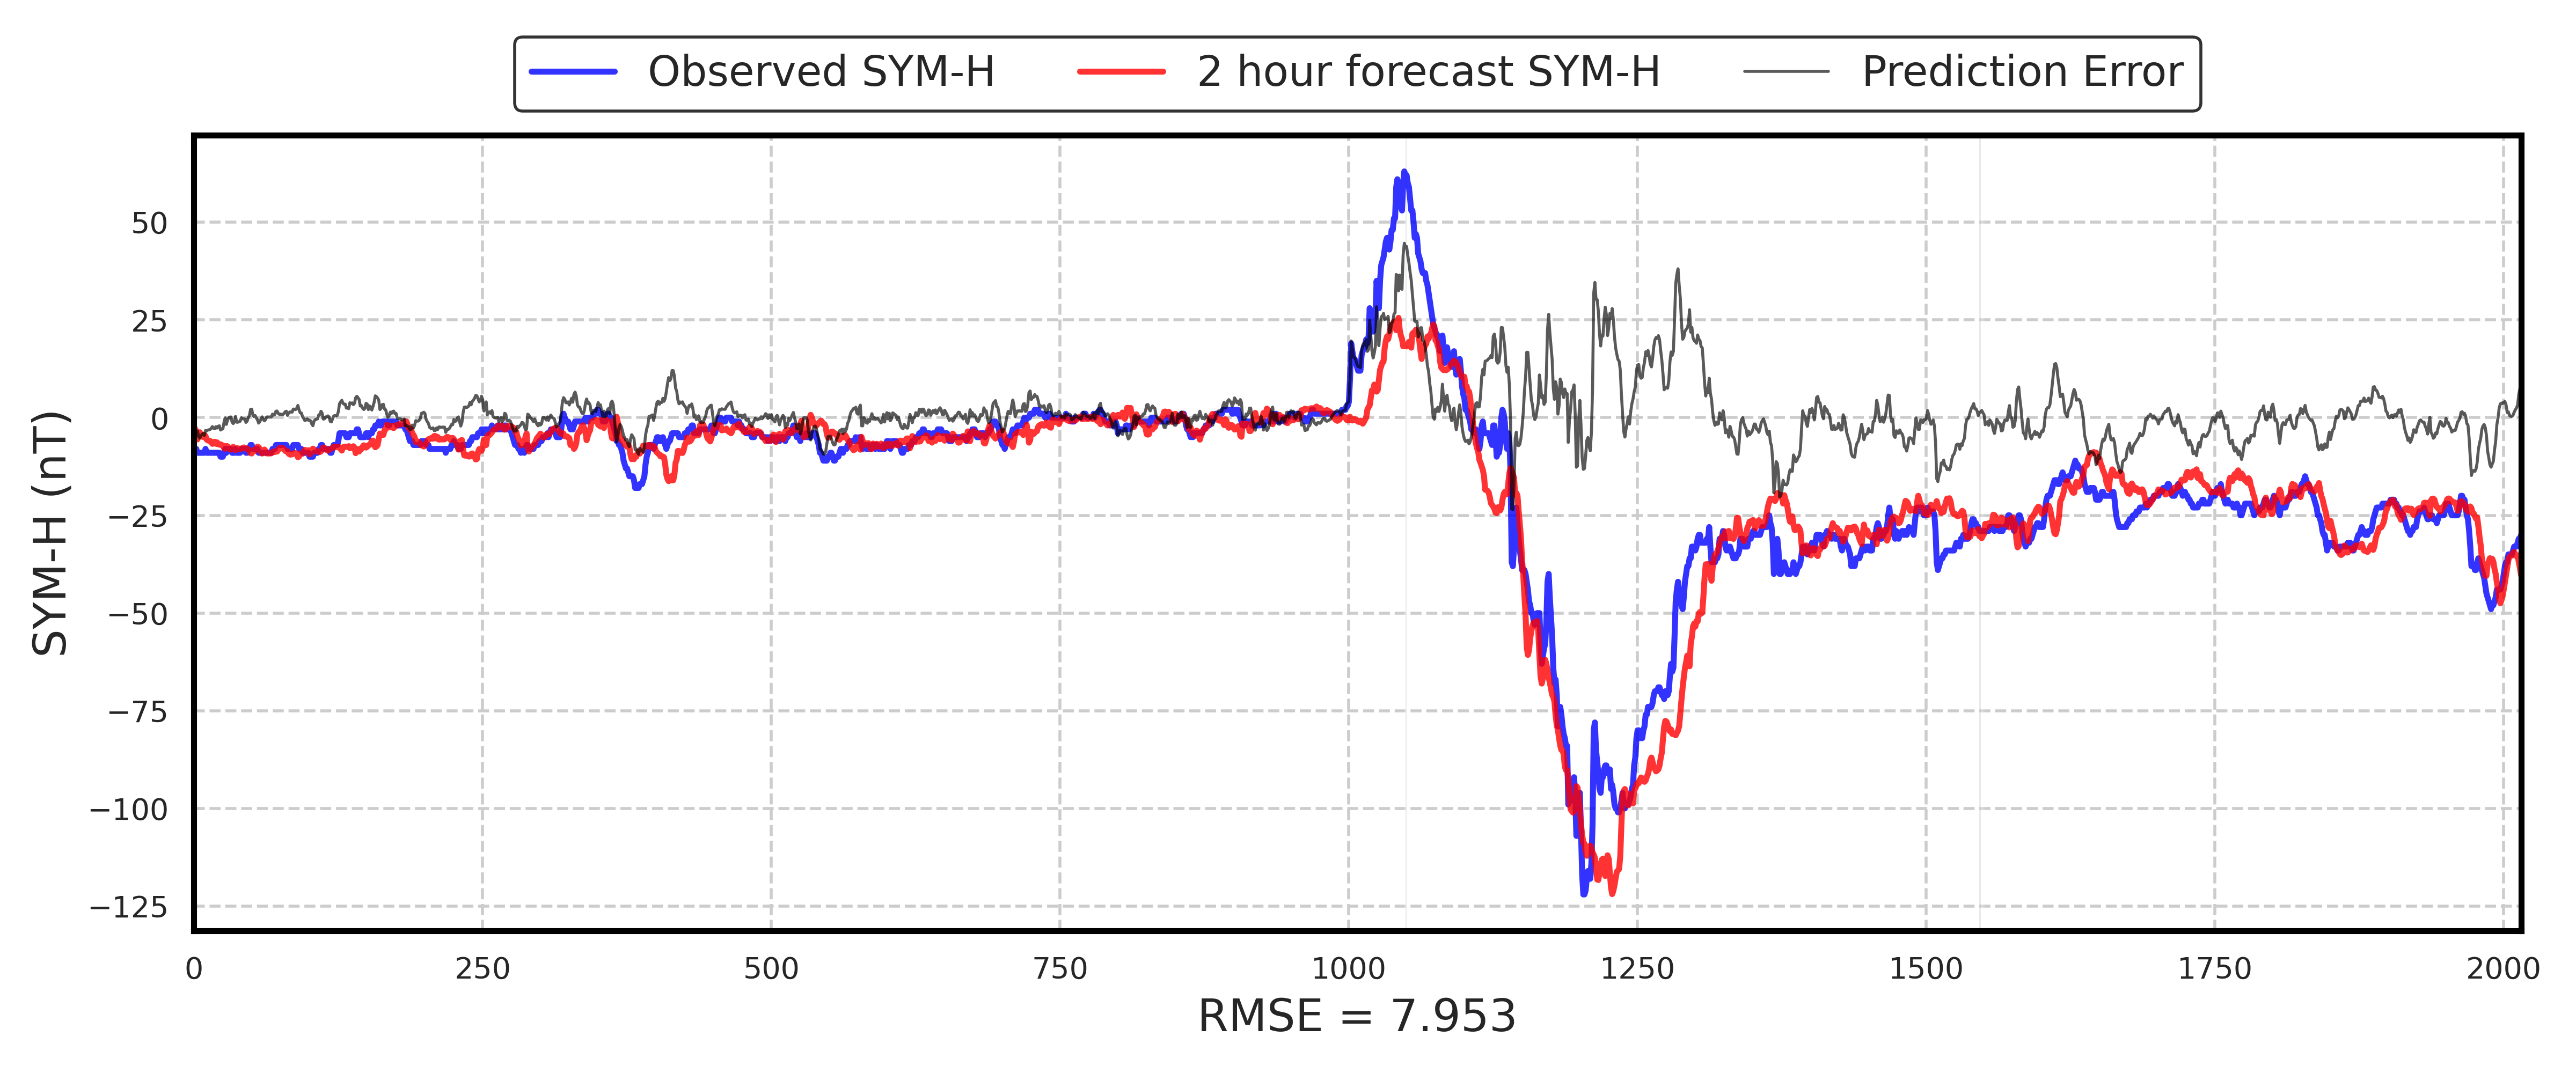 Observed SYM-H 2 hour forecast SYM-H Prediction Error
SYM-H (nT)
50
25
0
−25
−50
−75
−100
−125
0 250 500 750 1000 1250 1500 1750 2000
RMSE = 7.953